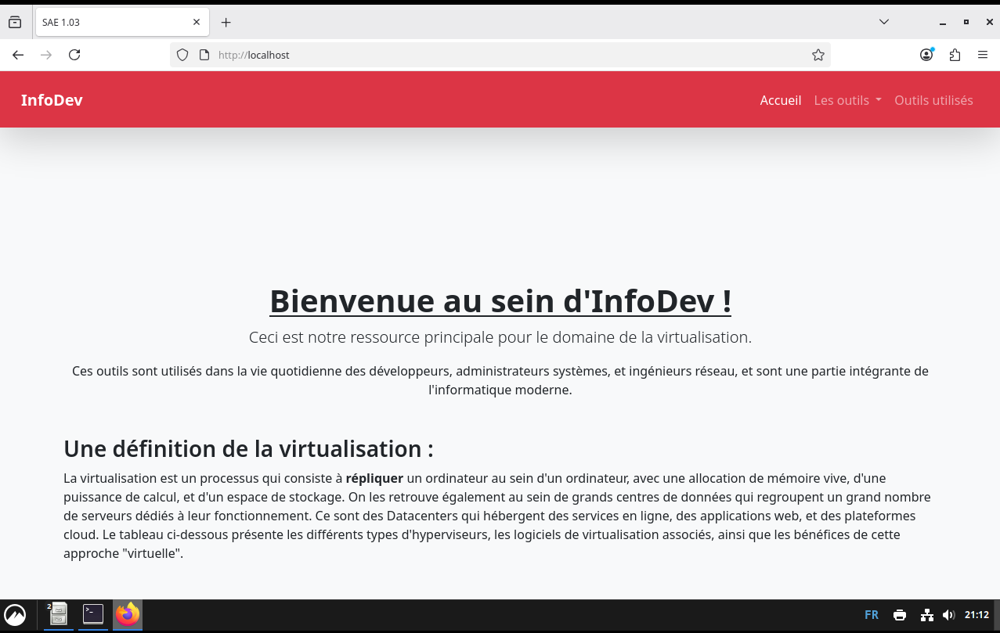 SAE 1.03
http://localhost
InfoDev
Accueil Les outils Outils utilisés
Bienvenue au sein d'InfoDev !
Ceci est notre ressource principale pour le domaine de la virtualisation.
Ces outils sont utilisés dans la vie quotidienne des développeurs, administrateurs systèmes, et ingénieurs réseau, et sont une partie intégrante de
l'informatique moderne.
Une définition de la virtualisation :
La virtualisation est un processus qui consiste à répliquer un ordinateur au sein d'un ordinateur, avec une allocation de mémoire vive, d'une
puissance de calcul, et d'un espace de stockage. On les retrouve également au sein de grands centres de données qui regroupent un grand nombre
de serveurs dédiés à leur fonctionnement. Ce sont des Datacenters qui hébergent des services en ligne, des applications web, et des plateformes
cloud. Le tableau ci-dessous présente les différents types d'hyperviseurs, les logiciels de virtualisation associés, ainsi que les bénéfices de cette
approche "virtuelle".
2
FR
21:12